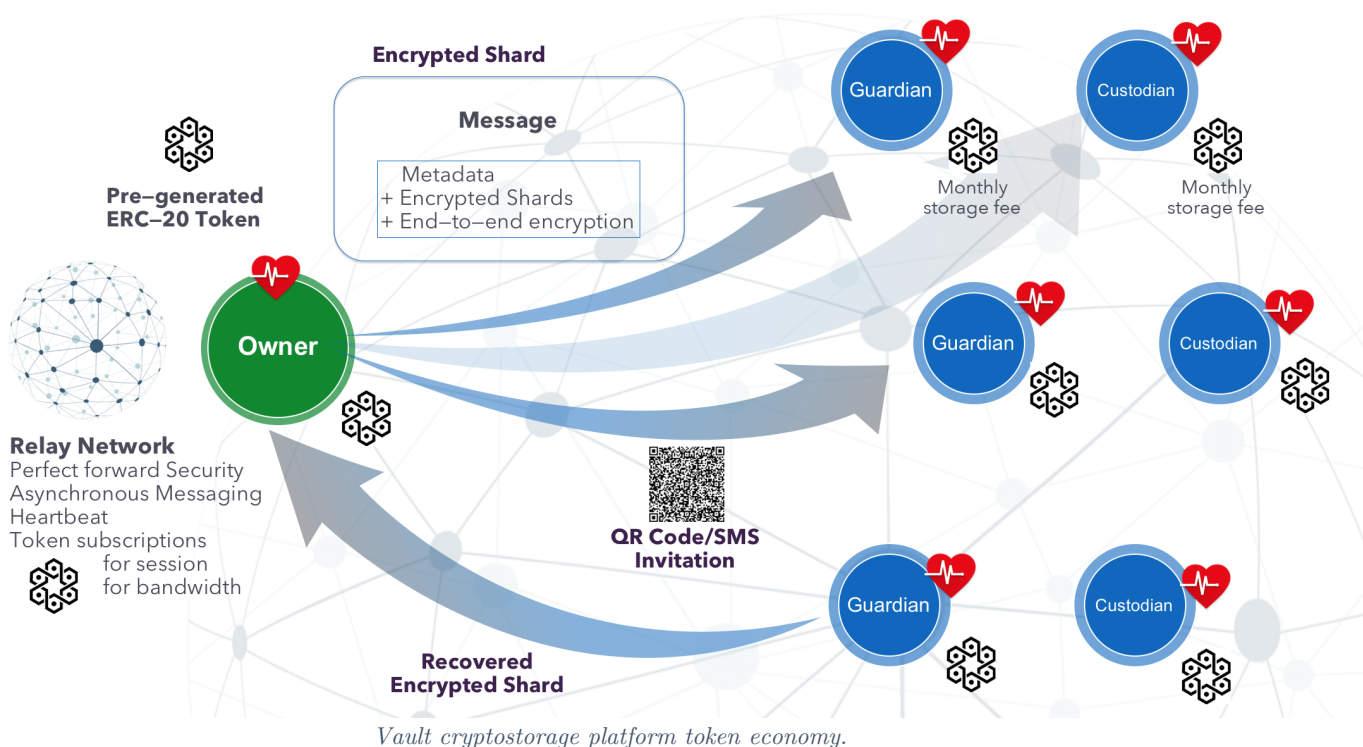 Encrypted Shard
Message
Metadata
+ Encrypted Shards
+ End–to–end encryption
Pre–generated
ERC–20 Token
Guardian
Custodian
Monthly
storage fee
Monthly
storage fee
Owner
Guardian
Custodian
Relay Network
Perfect forward Security
Asynchronous Messaging
Heartbeat
Token subscriptions
for session
for bandwidth
QR Code/SMS
Invitation
Guardian
Custodian
Recovered
Encrypted Shard
Vault cryptostorage platform token economy.